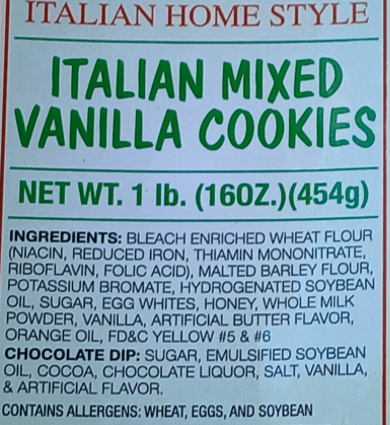 ITALIAN HOME STYLE
ITALIAN MIXED
VANILLA COOKIES
NET WT. 1 lb. (16OZ.)(454g)
INGREDIENTS: BLEACH ENRICHED WHEAT FLOUR
(NIACIN, REDUCED IRON, THIAMIN MONONITRATE,
RIBOFLAVIN, FOLIC ACID), MALTED BARLEY FLOUR,
POTASSIUM BROMATE, HYDROGENATED SOYBEAN
OIL, SUGAR, EGG WHITES, HONEY, WHOLE MILK
POWDER, VANILLA, ARTIFICIAL BUTTER FLAVOR,
ORANGE OIL, FD&C YELLOW #5 & #6
CHOCOLATE DIP: SUGAR, EMULSIFIED SOYBEAN
OIL, COCOA, CHOCOLATE LIQUOR, SALT, VANILLA,
& ARTIFICIAL FLAVOR.
CONTAINS ALLERGENS: WHEAT, EGGS, AND SOYBEAN